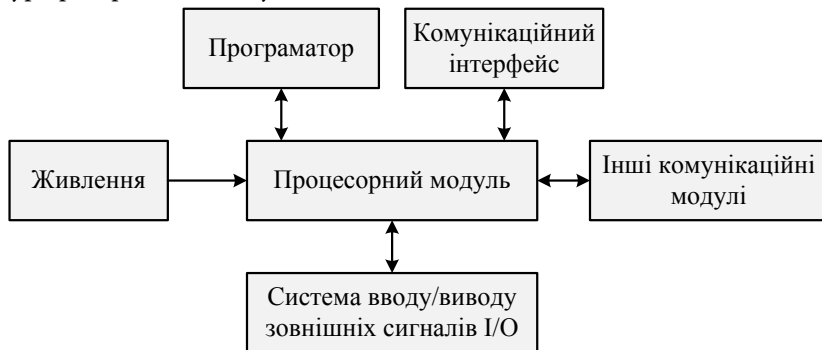 Програматор
Комунікаційний
інтерфейс
Живлення
Процесорний модуль
Інші комунікаційні
модулі
Система вводу/виводу
зовнішніх сигналів I/O